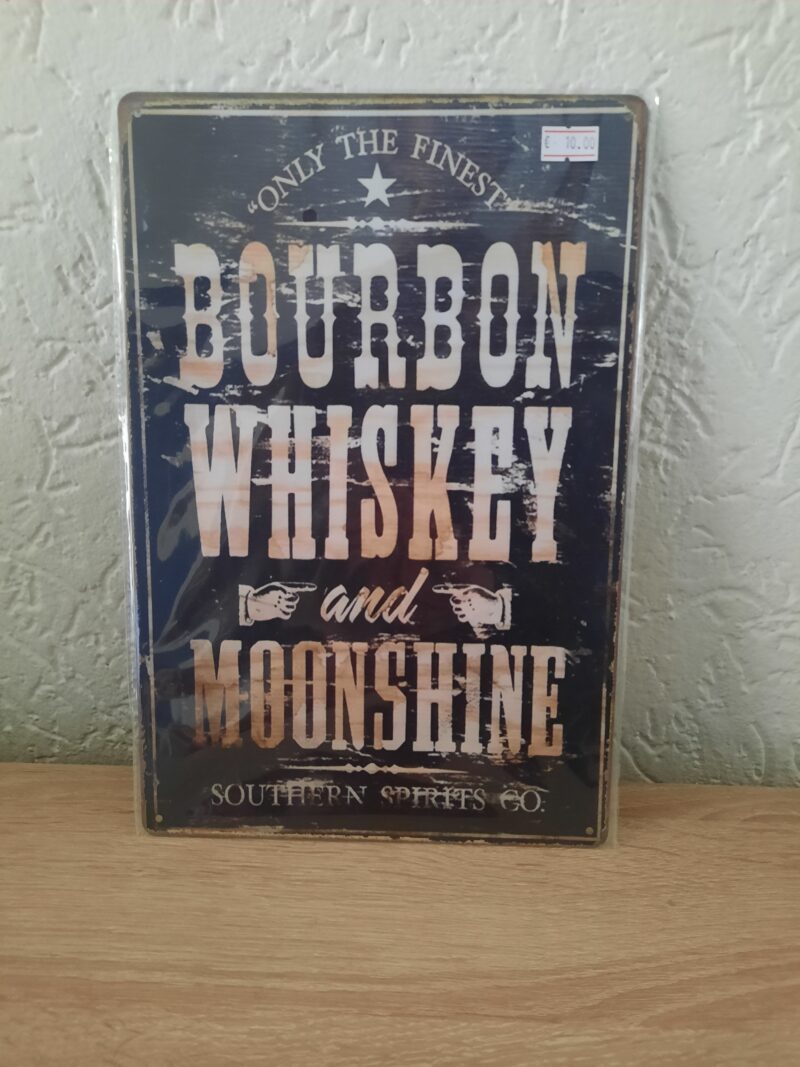 "ONLY THE FINEST"
€ 10.00
BOURBON
WHISKEY
and
MOONSHINE
SOUTHERN SPIRITS CO.